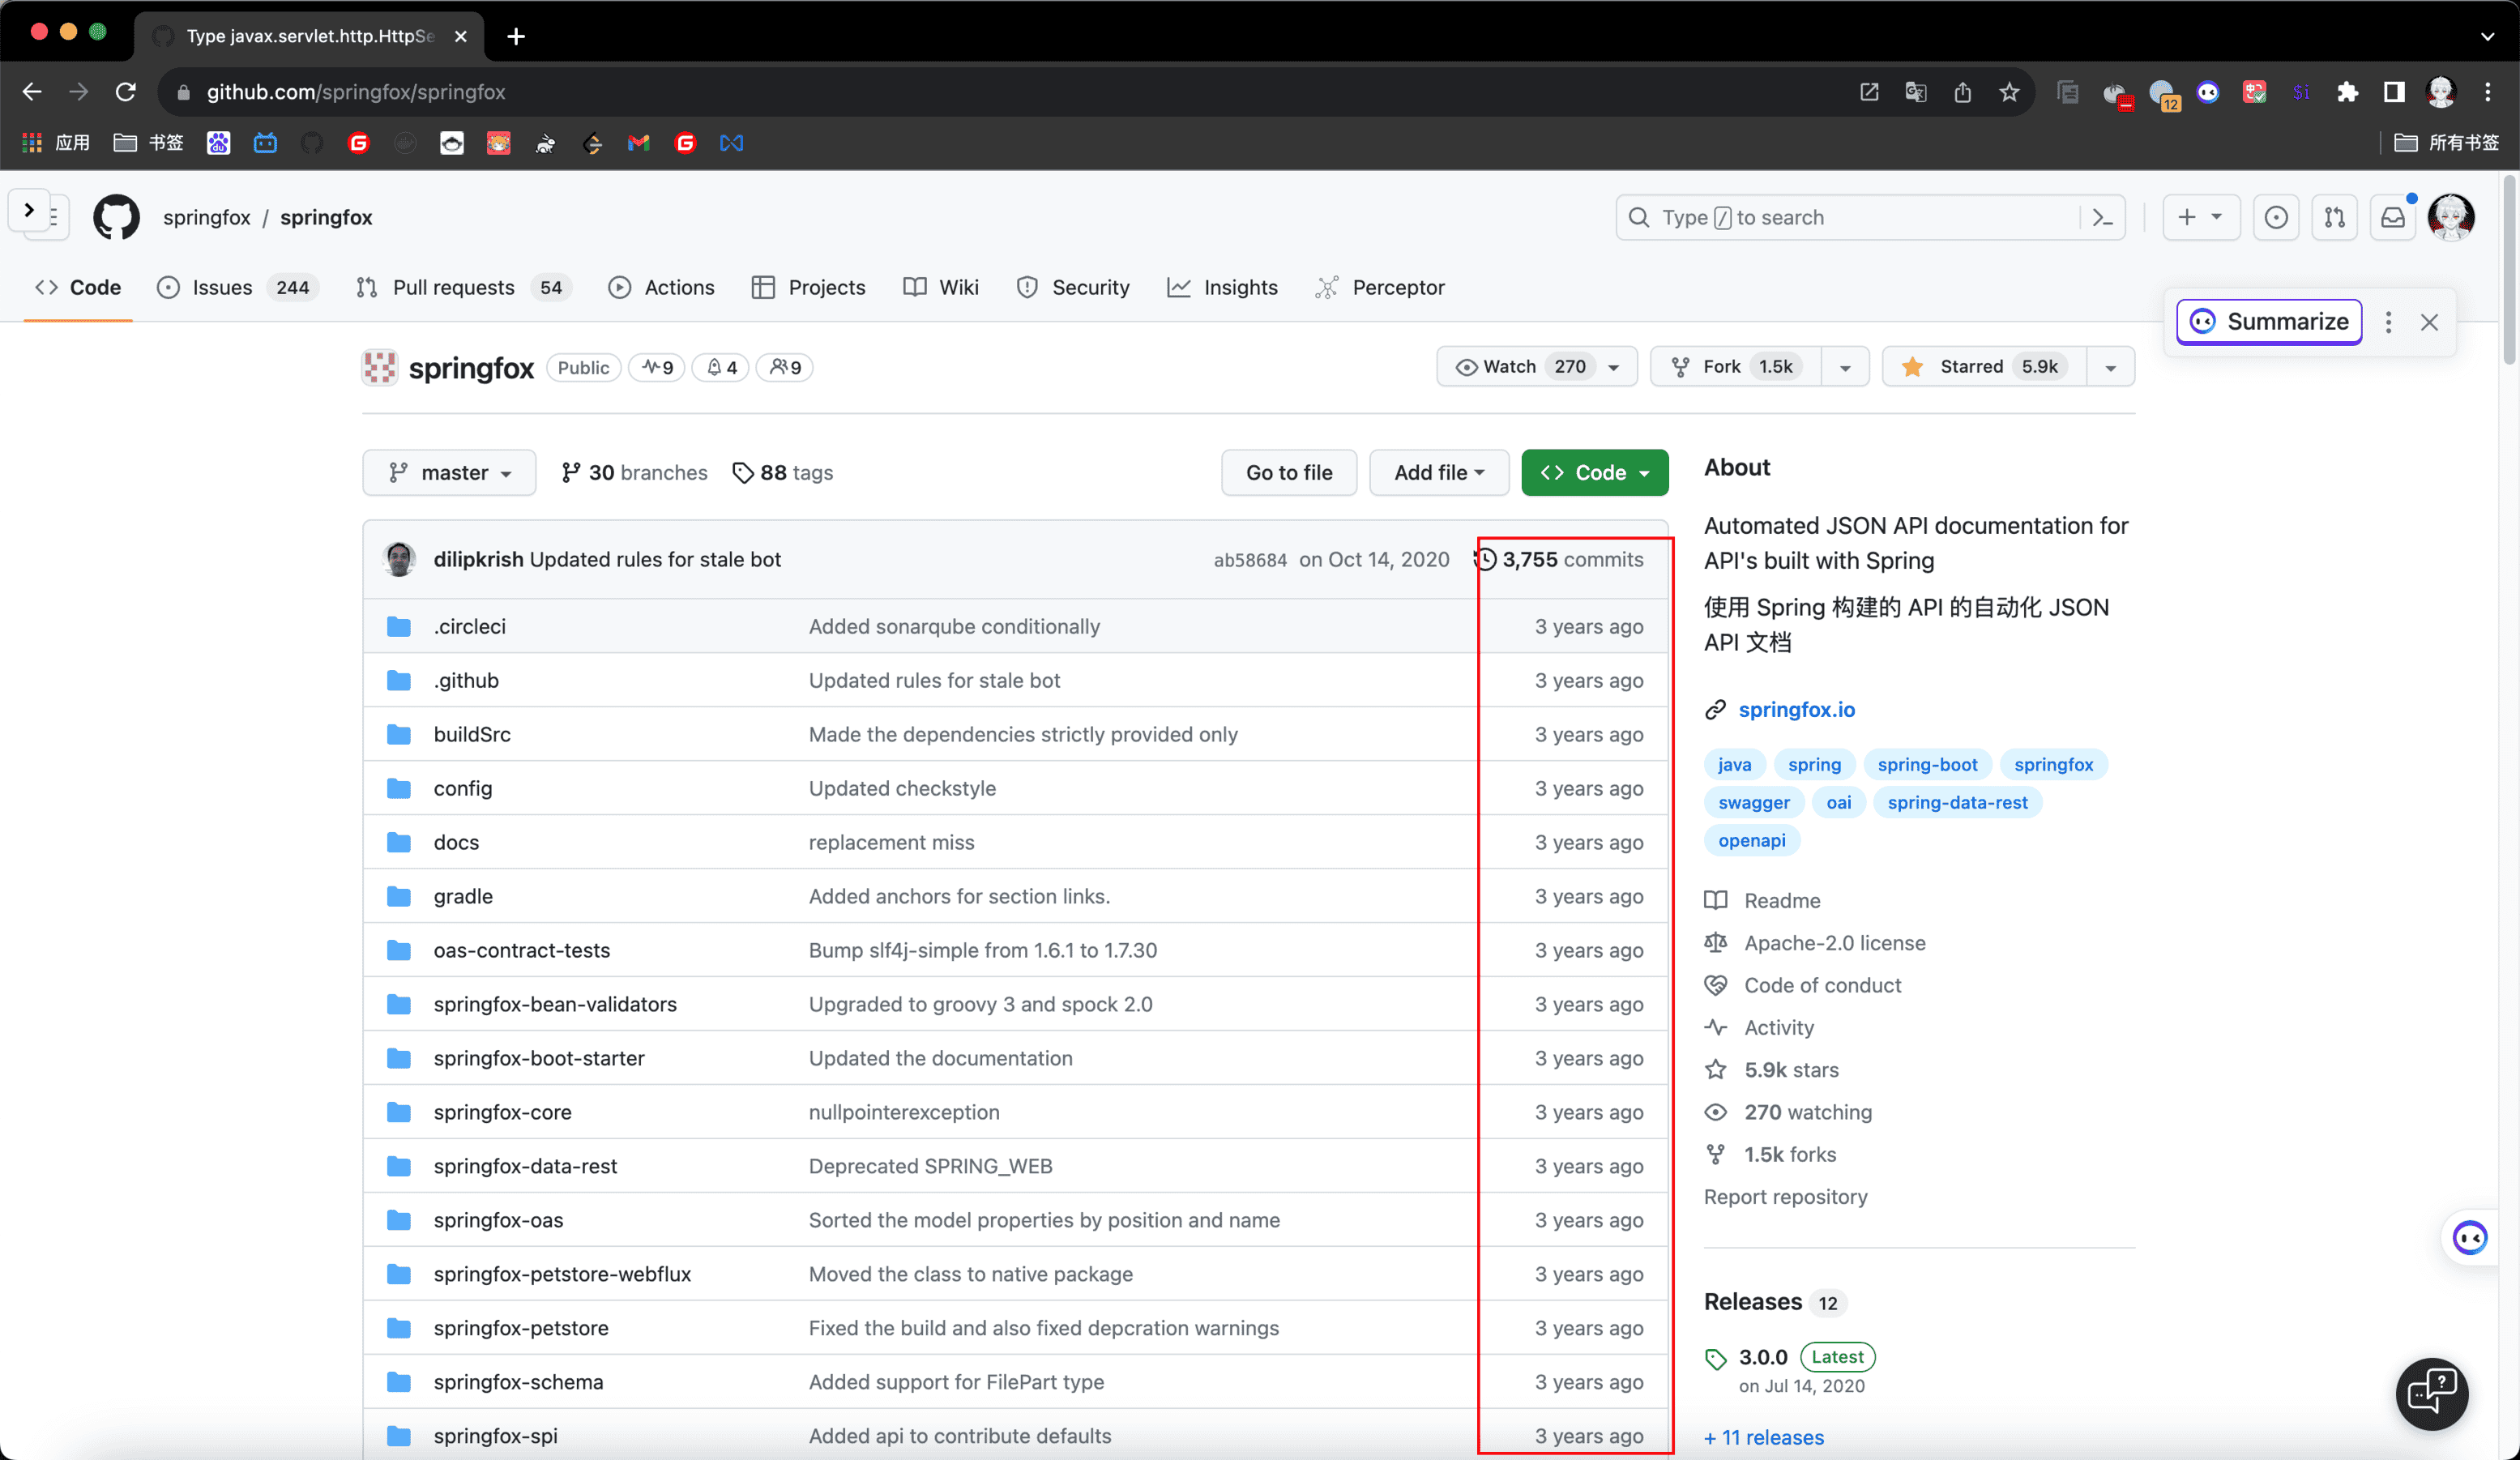 Type javax.servlet.http.HttpSe
github.com/springfox/springfox
12
$i
应用
书签
所有书签
springfox / springfox
Type / to search
Code
Issues 244
Pull requests 54
Actions
Projects
Wiki
Security
Insights
Perceptor
Summarize
springfox Public 9 4 9
Watch 270
Fork 1.5k
Starred 5.9k
master
30 branches
88 tags
Go to file
Add file
Code
dilipkrish Updated rules for stale bot ab58684 on Oct 14, 2020 3,755 commits
.circleci Added sonarqube conditionally 3 years ago
.github Updated rules for stale bot 3 years ago
buildSrc Made the dependencies strictly provided only 3 years ago
config Updated checkstyle 3 years ago
docs replacement miss 3 years ago
gradle Added anchors for section links. 3 years ago
oas-contract-tests Bump slf4j-simple from 1.6.1 to 1.7.30 3 years ago
springfox-bean-validators Upgraded to groovy 3 and spock 2.0 3 years ago
springfox-boot-starter Updated the documentation 3 years ago
springfox-core nullpointerexception 3 years ago
springfox-data-rest Deprecated SPRING_WEB 3 years ago
springfox-oas Sorted the model properties by position and name 3 years ago
springfox-petstore-webflux Moved the class to native package 3 years ago
springfox-petstore Fixed the build and also fixed depcration warnings 3 years ago
springfox-schema Added support for FilePart type 3 years ago
springfox-spi Added api to contribute defaults 3 years ago
About
Automated JSON API documentation for
API's built with Spring
使用 Spring 构建的 API 的自动化 JSON
API 文档
springfox.io
java spring spring-boot springfox
swagger oai spring-data-rest
openapi
Readme
Apache-2.0 license
Code of conduct
Activity
5.9k stars
270 watching
1.5k forks
Report repository
Releases 12
3.0.0 Latest
on Jul 14, 2020
+ 11 releases